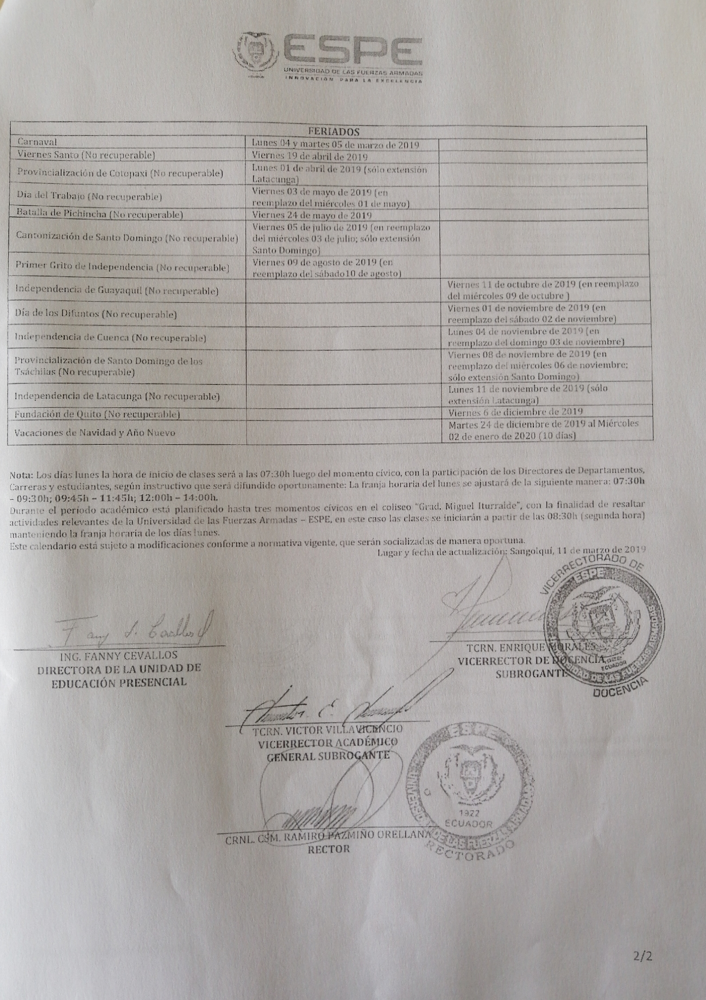 ESPE
UNIVERSIDAD DE LAS FUERZAS ARMADAS
INNOVACIÓN PARA LA EXCELENCIA
FERIADOS
Carnaval
Lunes 04 y martes 05 de marzo de 2019
Viernes Santo (No recuperable)
Viernes 19 de abril de 2019
Provincialización de Cotopaxi (No recuperable)
Lunes 01 de abril de 2019 (sólo extensión
Latacunga)
Día del Trabajo (No recuperable)
Viernes 03 de mayo de 2019 (en
reemplazo del miércoles 01 de mayo)
Batalla de Pichincha (No recuperable)
Viernes 24 de mayo de 2019
Cantonización de Santo Domingo (No recuperable)
Viernes 05 de julio de 2019 (en reemplazo
del miércoles 03 de julio; sólo extensión
Santo Domingo)
Primer Grito de Independencia (No recuperable)
Viernes 09 de agosto de 2019 (en
reemplazo del sábado10 de agosto)
Independencia de Guayaquil (No recuperable)
Viernes 11 de octubre de 2019 (en reemplazo
del miércoles 09 de octubre )
Día de los Difuntos (No recuperable)
Viernes 01 de noviembre de 2019 (en
reemplazo del sábado 02 de noviembre)
Independencia de Cuenca (No recuperable)
Lunes 04 de noviembre de 2019 (en
reemplazo del domingo 03 de noviembre)
Provincialización de Santo Domingo de los
Tsáchilas (No recuperable)
Viernes 08 de noviembre de 2019 (en
reemplazo del miércoles 06 de noviembre;
sólo extensión Santo Domingo)
Independencia de Latacunga (No recuperable)
Lunes 11 de noviembre de 2019 (sólo
extensión Latacunga)
Fundación de Quito (No recuperable)
Viernes 6 de diciembre de 2019
Vacaciones de Navidad y Año Nuevo
Martes 24 de diciembre de 2019 al Miércoles
02 de enero de 2020 (10 días)
Nota: Los días lunes la hora de inicio de clases será a las 07:30h luego del momento cívico, con la participación de los Directores de Departamentos,
Carreras y estudiantes, según instructivo que será difundido oportunamente: La franja horaria del lunes se ajustará de la siguiente manera: 07:30h
- 09:30h; 09:45h – 11:45h; 12:00h – 14:00h.
Durante el período académico está planificado hasta tres momentos cívicos en el coliseo "Grad. Miguel Iturralde", con la finalidad de resaltar
actividades relevantes de la Universidad de las Fuerzas Armadas – ESPE, en este caso las clases se iniciarán a partir de las 08:30h (segunda hora)
manteniendo la franja horaria de los días lunes.
Este calendario está sujeto a modificaciones conforme a normativa vigente, que serán socializadas de manera oportuna.
Lugar y fecha de actualización: Sangolquí, 11 de marzo de 2019
VICERRECTORADO DE
ESPE
1922
ECUADOR
DOCENCIA
ING. FANNY CEVALLOS
DIRECTORA DE LA UNIDAD DE
EDUCACIÓN PRESENCIAL
TCRN. ENRIQUE MORALES
VICERRECTOR DE DOCENCIA
SUBROGANTE
TCRN. VICTOR VILLAVICENCIO
VICERRECTOR ACADÉMICO
GENERAL SUBROGANTE
CRNL. CSM. RAMIRO PAZMIÑO ORELLANA
RECTOR
ESPE
UNIVERSIDAD DE LAS FUERZAS ARMADAS
1922
ECUADOR
RECTORADO
2/2